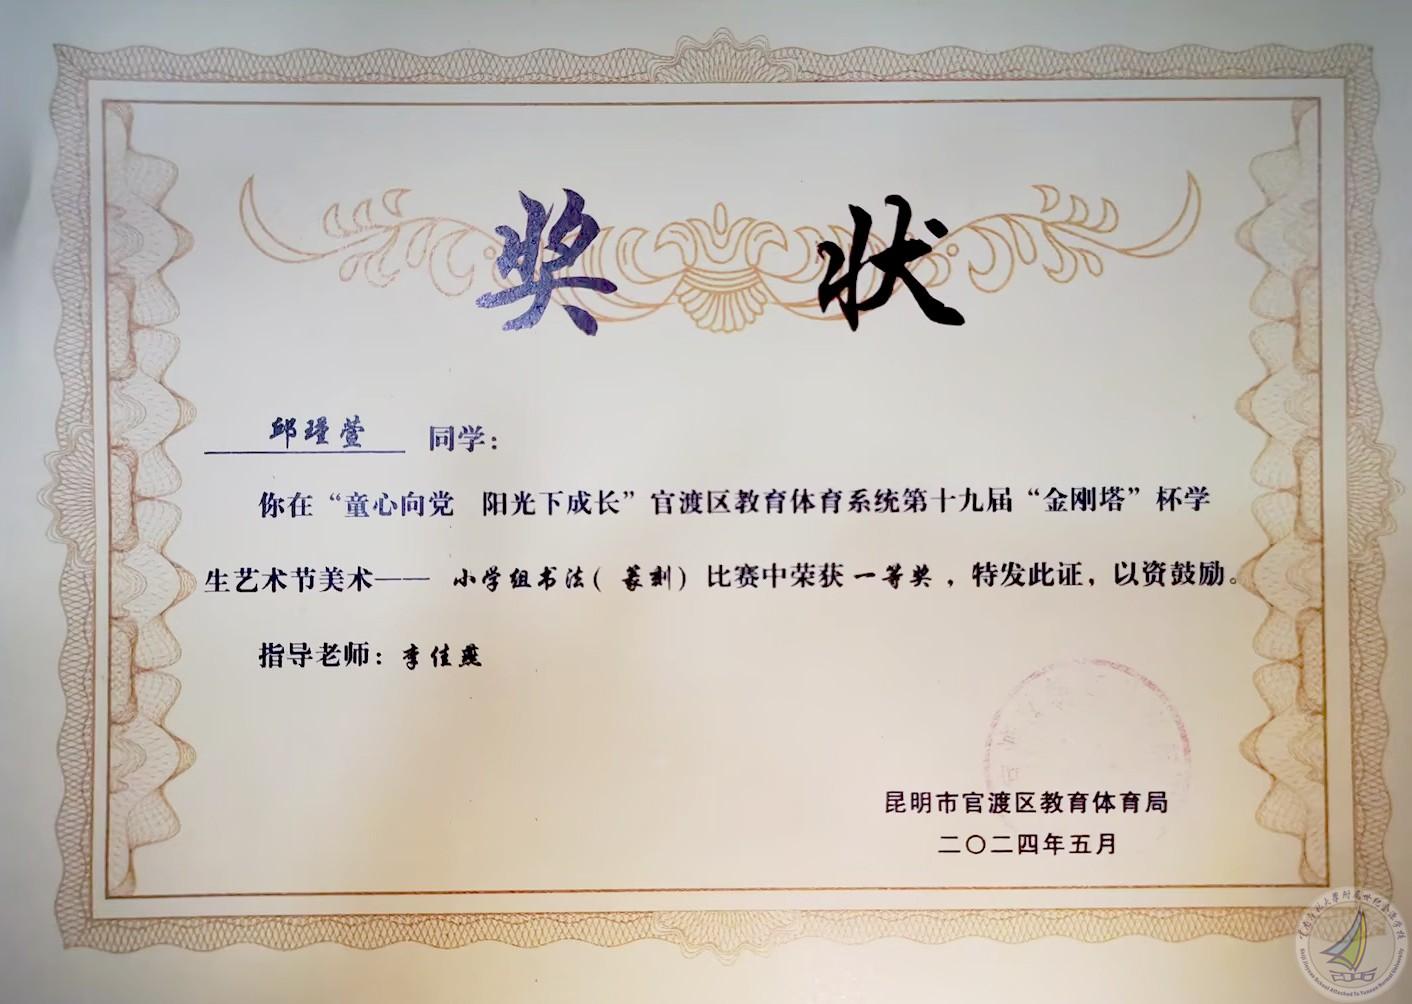 奖 状
邱瑾萱 同学：
你在“童心向党 阳光下成长”官渡区教育体育系统第十九届“金刚塔”杯学
生艺术节美术—— 小学组书法（篆刻）比赛中荣获一等奖，特发此证，以资鼓励。
指导老师：李佳燕
昆明市官渡区教育体育局
二〇二四年五月